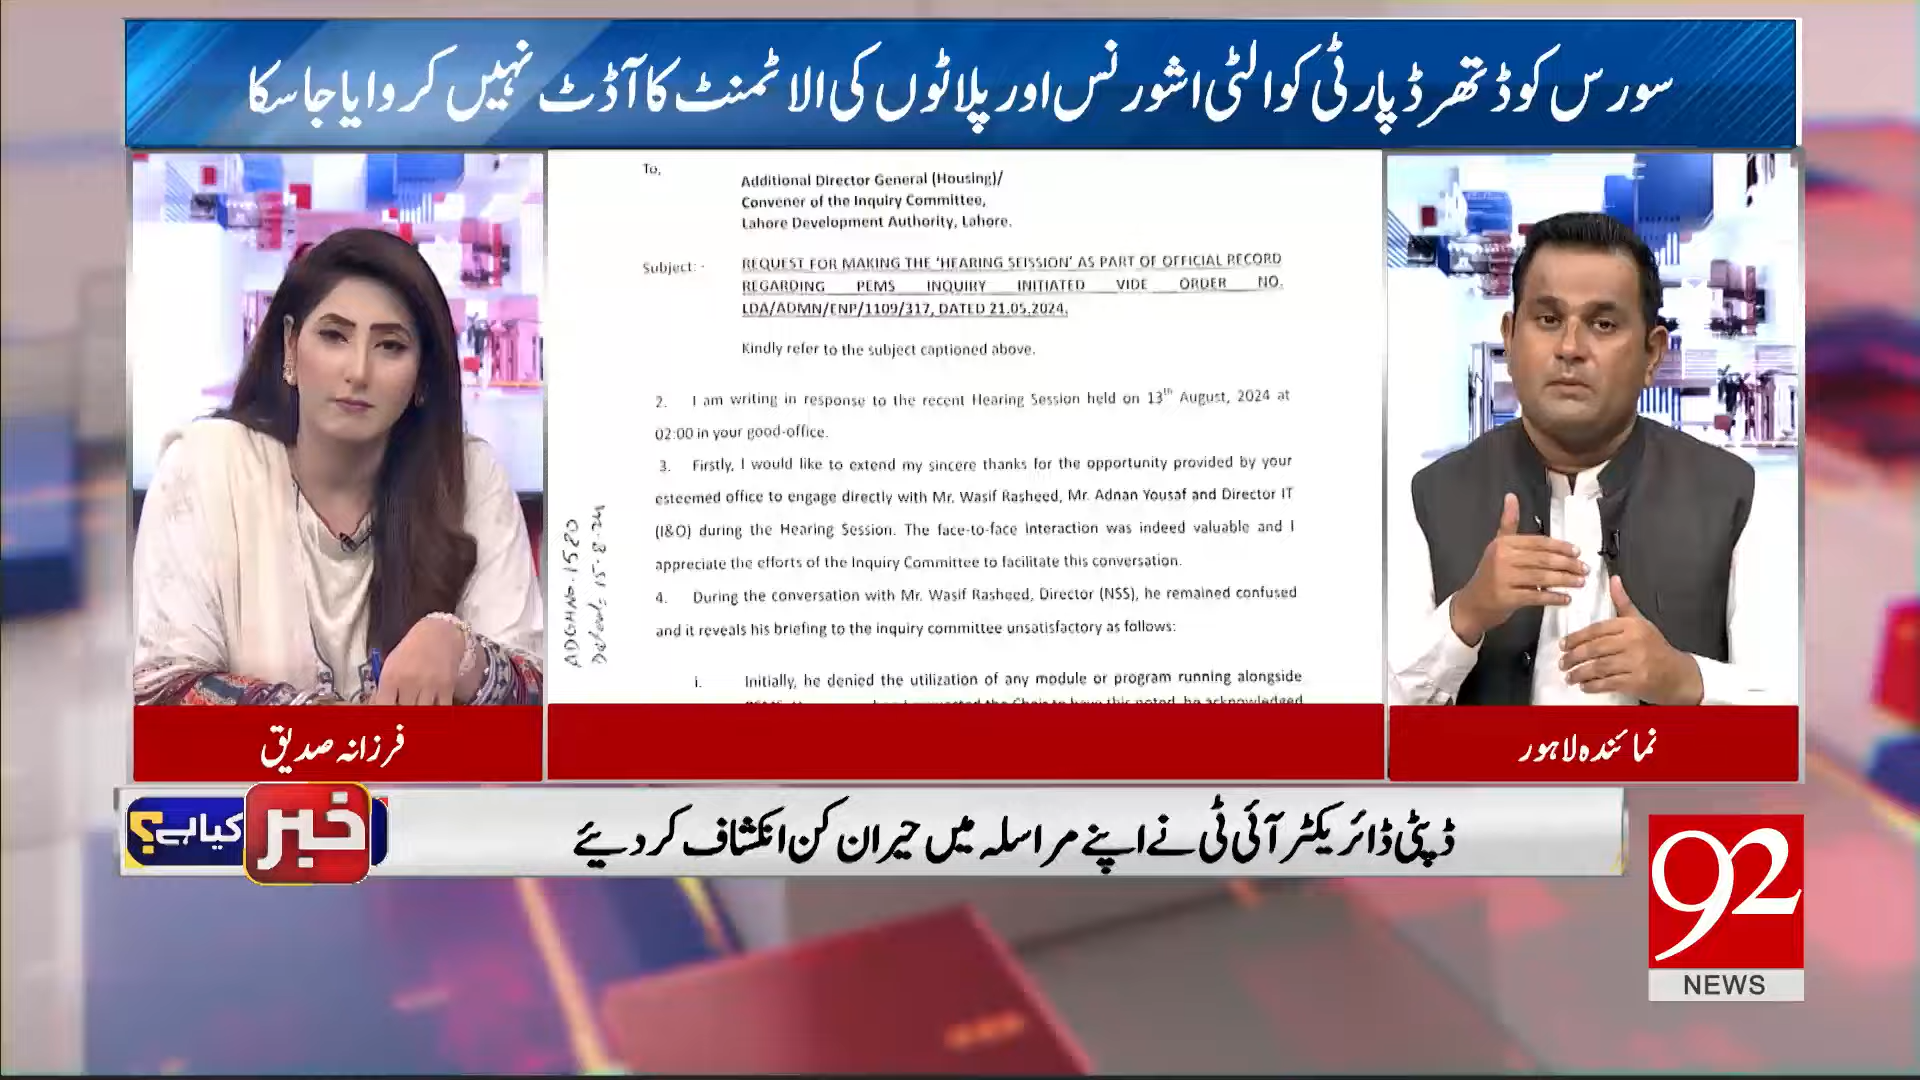 سورس کوڈ تھرڈ پارٹی کوالٹی اشورنس اور پلاٹوں کی الاٹمنٹ کا آڈٹ نہیں کروایا جاسکا
To,
Additional Director General (Housing)/
Convener of the Inquiry Committee,
Lahore Development Authority, Lahore.
Subject: -
REQUEST FOR MAKING THE 'HEARING SEISSION' AS PART OF OFFICIAL RECORD
REGARDING PEMS INQUIRY INITIATED VIDE ORDER NO.
LDA/ADMN/ENP/1109/317, DATED 21.05.2024.
Kindly refer to the subject captioned above.
2. I am writing in response to the recent Hearing Session held on 13th August, 2024 at
02:00 in your good-office.
3. Firstly, I would like to extend my sincere thanks for the opportunity provided by your
esteemed office to engage directly with Mr. Wasif Rasheed, Mr. Adnan Yousaf and Director IT
(I&O) during the Hearing Session. The face-to-face interaction was indeed valuable and I
appreciate the efforts of the Inquiry Committee to facilitate this conversation.
4. During the conversation with Mr. Wasif Rasheed, Director (NSS), he remained confused
and it reveals his briefing to the inquiry committee unsatisfactory as follows:
i. Initially, he denied the utilization of any module or program running alongside
15-8-24
فرزانہ صدیق
نمائندہ لاہور
خبر کیا ہے؟
ڈپٹی ڈائریکٹر آئی ٹی نے اپنے مراسلہ میں حیران کن انکشاف کر دیئے
92
NEWS